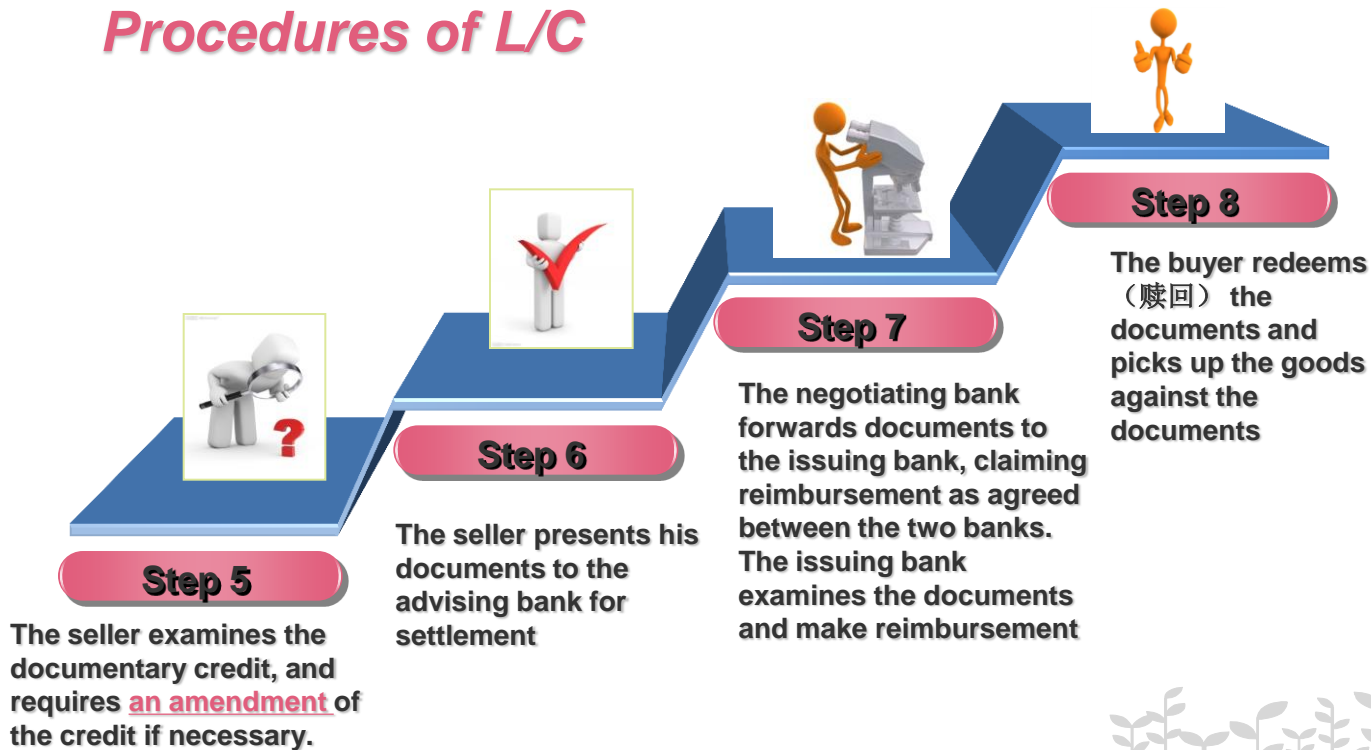 Procedures of L/C
Step 5
The seller examines the
documentary credit, and
requires an amendment of
the credit if necessary.
Step 6
The seller presents his
documents to the
advising bank for
settlement
Step 7
The negotiating bank
forwards documents to
the issuing bank, claiming
reimbursement as agreed
between the two banks.
The issuing bank
examines the documents
and make reimbursement
Step 8
The buyer redeems
（赎回） the
documents and
picks up the goods
against the
documents